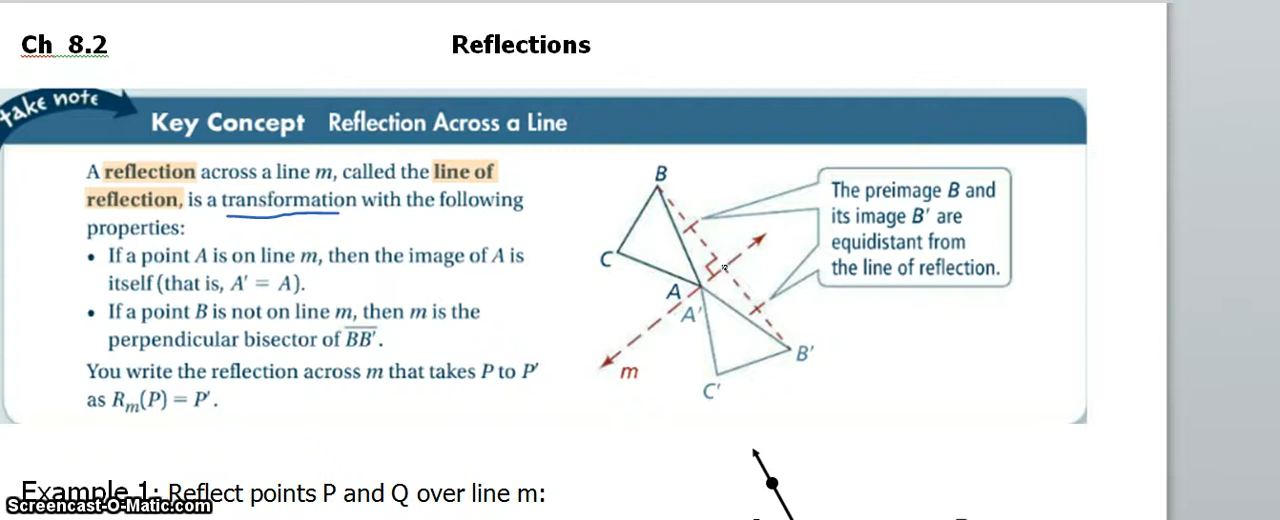 Ch 8.2
Reflections
take note
Key Concept Reflection Across a Line
A reflection across a line m, called the line of
reflection, is a transformation with the following
properties:
• If a point A is on line m, then the image of A is
itself (that is, A' = A).
• If a point B is not on line m, then m is the
perpendicular bisector of B̅B̅'̅.
You write the reflection across m that takes P to P'
as Rₘ(P) = P'.
B
C
A
A'
B'
C'
m
The preimage B and
its image B' are
equidistant from
the line of reflection.
Example 1: Reflect points P and Q over line m:
Screencast-O-Matic.com